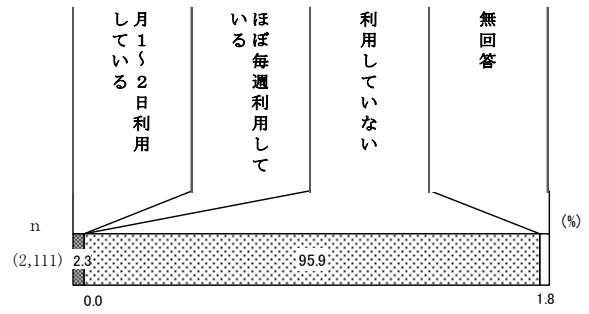 月１～２日利用
している
ほぼ毎週利用して
いる
利用していない
無回答
(%)
n
(2,111)
2.3
95.9
0.0
1.8